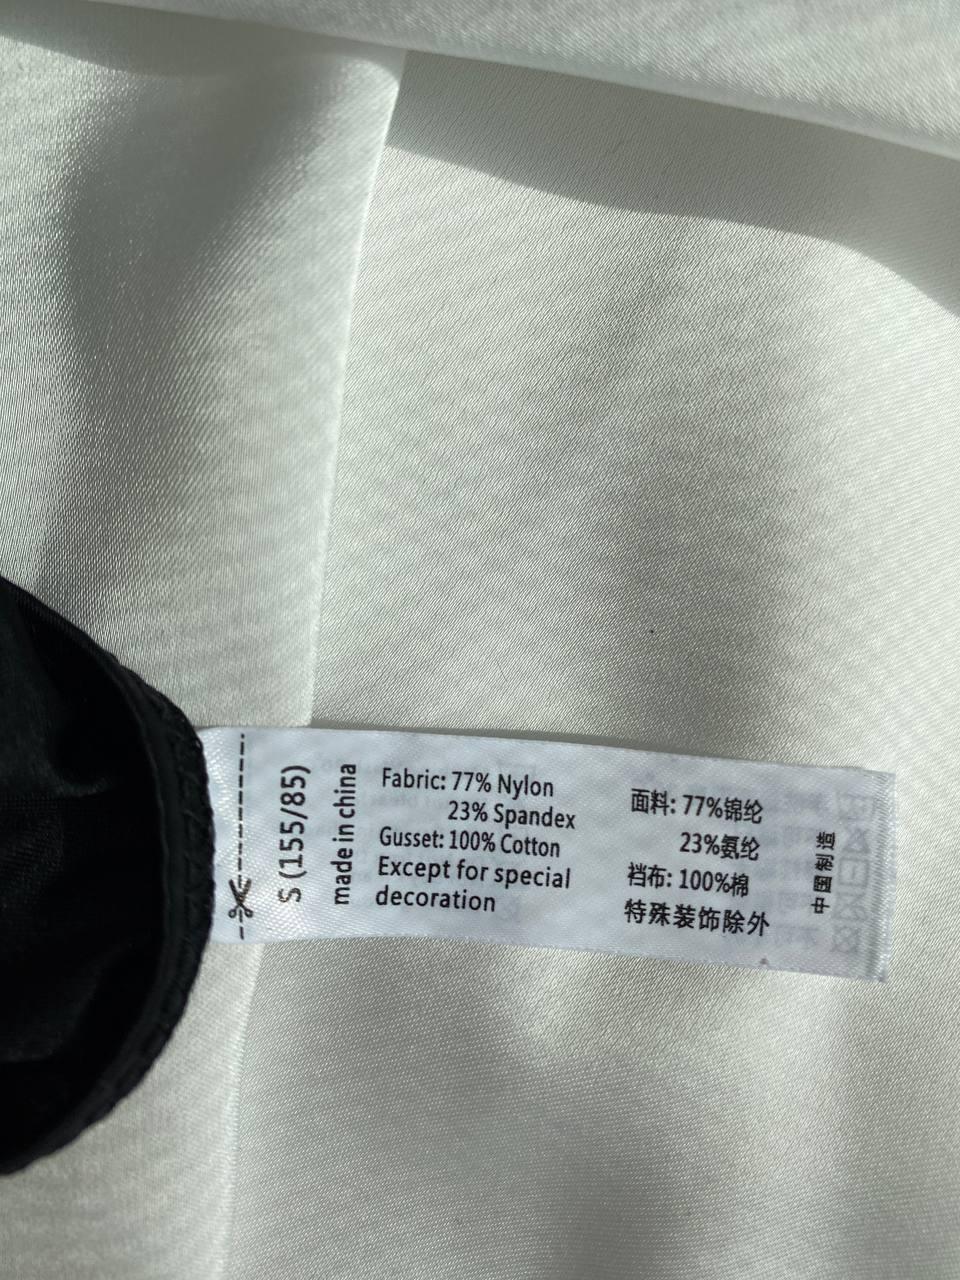 S (155/85)
made in china
Fabric: 77% Nylon
23% Spandex
Gusset: 100% Cotton
Except for special
decoration
面料: 77%锦纶
23%氨纶
裆布: 100%棉
特殊装饰除外
中国制造